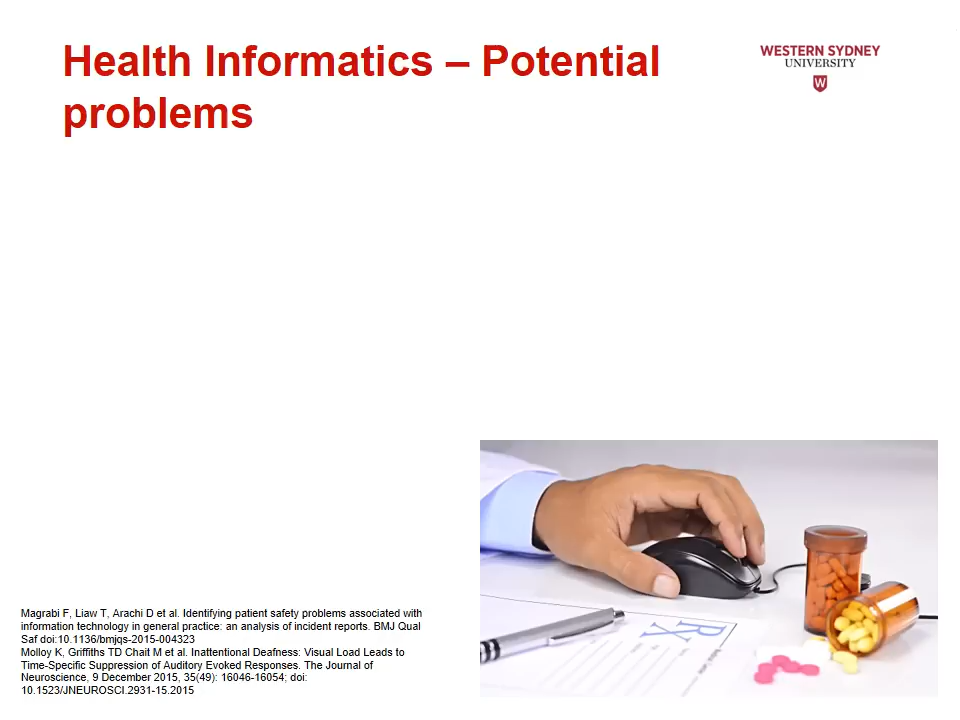 Health Informatics – Potential
problems
WESTERN SYDNEY
UNIVERSITY
W
Magrabi F, Liaw T, Arachi D et al. Identifying patient safety problems associated with
information technology in general practice: an analysis of incident reports. BMJ Qual
Saf doi:10.1136/bmjqs-2015-004323
Molloy K, Griffiths TD Chait M et al. Inattentional Deafness: Visual Load Leads to
Time-Specific Suppression of Auditory Evoked Responses. The Journal of
Neuroscience, 9 December 2015, 35(49): 16046-16054; doi:
10.1523/JNEUROSCI.2931-15.2015
RX